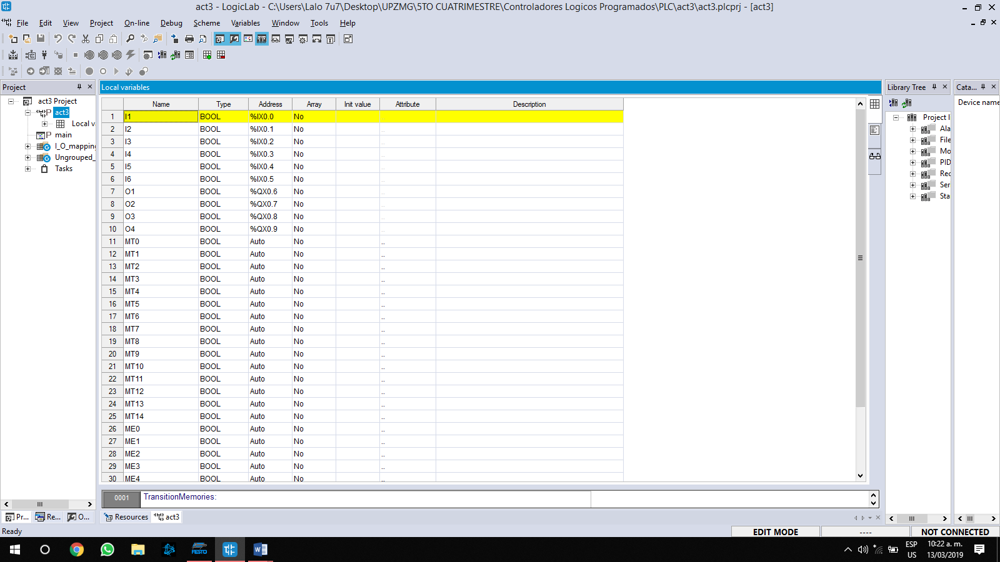 act3 - LogicLab - C:\Users\Lalo 7u7\Desktop\UPZMG\5TO CUATRIMESTRE\Controladores Logicos Programados\PLC\act3\act3.plcprj - [act3]
File Edit View Project On-line Debug Scheme Variables Window Tools Help
Project
act3 Project
act3
Local v
main
I_O_mapping
Ungrouped_
Tasks
Local variables
Name Type Address Array Init value Attribute Description
1 I1 BOOL %IX0.0 No ..
2 I2 BOOL %IX0.1 No ..
3 I3 BOOL %IX0.2 No ..
4 I4 BOOL %IX0.3 No ..
5 I5 BOOL %IX0.4 No ..
6 I6 BOOL %IX0.5 No ..
7 O1 BOOL %QX0.6 No ..
8 O2 BOOL %QX0.7 No ..
9 O3 BOOL %QX0.8 No ..
10 O4 BOOL %QX0.9 No ..
11 MT0 BOOL Auto No ..
12 MT1 BOOL Auto No ..
13 MT2 BOOL Auto No ..
14 MT3 BOOL Auto No ..
15 MT4 BOOL Auto No ..
16 MT5 BOOL Auto No ..
17 MT6 BOOL Auto No ..
18 MT7 BOOL Auto No ..
19 MT8 BOOL Auto No ..
20 MT9 BOOL Auto No ..
21 MT10 BOOL Auto No ..
22 MT11 BOOL Auto No ..
23 MT12 BOOL Auto No ..
24 MT13 BOOL Auto No ..
25 MT14 BOOL Auto No ..
26 ME0 BOOL Auto No ..
27 ME1 BOOL Auto No ..
28 ME2 BOOL Auto No ..
29 ME3 BOOL Auto No ..
30 ME4 BOOL Auto No ..
0001 TransitionMemories:
Library Tree
Project l
Ala
File
Mo
PID
Rec
Ser
Sta
Cata...
Device name
Pr... Re... O...
Resources act3
Ready
EDIT MODE ---- NOT CONNECTED
FESTO
ESP
US
10:22 a. m.
13/03/2019